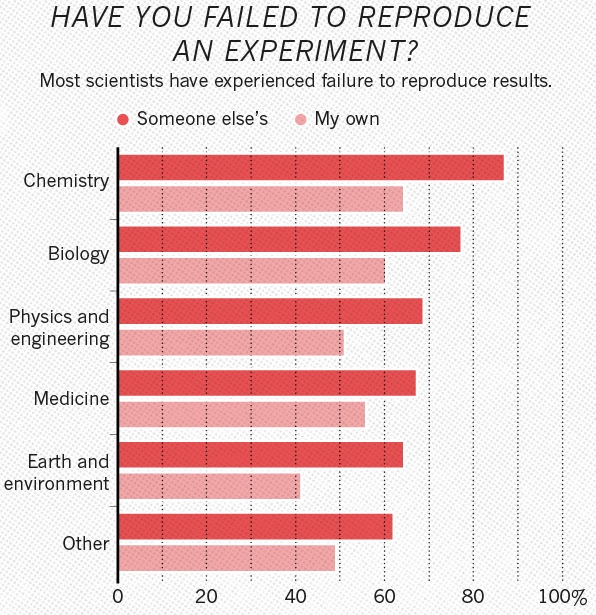 HAVE YOU FAILED TO REPRODUCE
AN EXPERIMENT?
Most scientists have experienced failure to reproduce results.
Someone else's My own
Chemistry
Biology
Physics and
engineering
Medicine
Earth and
environment
Other
0 20 40 60 80 100%